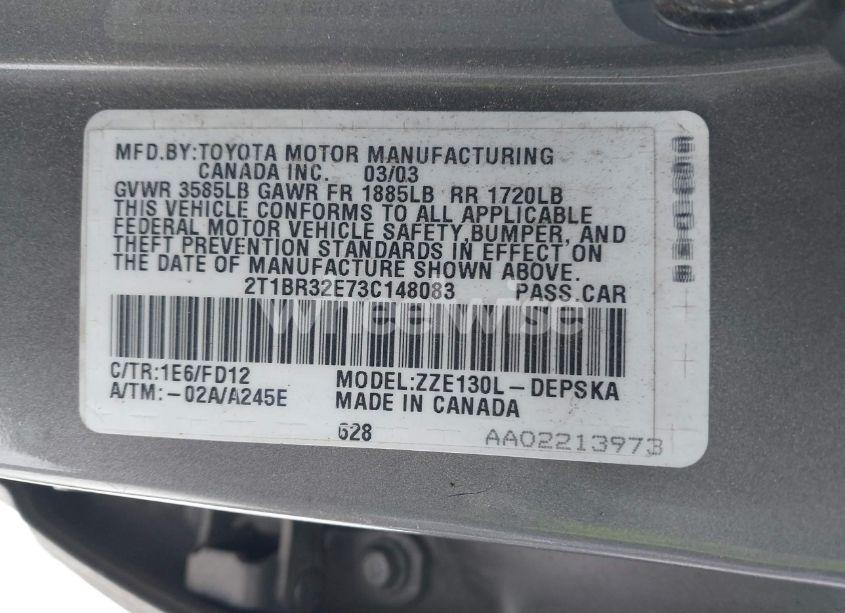 MFD.BY:TOYOTA MOTOR MANUFACTURING
CANADA INC. 03/03
GVWR 3585LB GAWR FR 1885LB RR 1720LB
THIS VEHICLE CONFORMS TO ALL APPLICABLE
FEDERAL MOTOR VEHICLE SAFETY,BUMPER, AND
THEFT PREVENTION STANDARDS IN EFFECT ON
THE DATE OF MANUFACTURE SHOWN ABOVE.
2T1BR32E73C148083 PASS.CAR
wheelwise
C/TR:1E6/FD12 MODEL:ZZE130L-DEPSKA
A/TM:-02A/A245E MADE IN CANADA
628
AA02213973